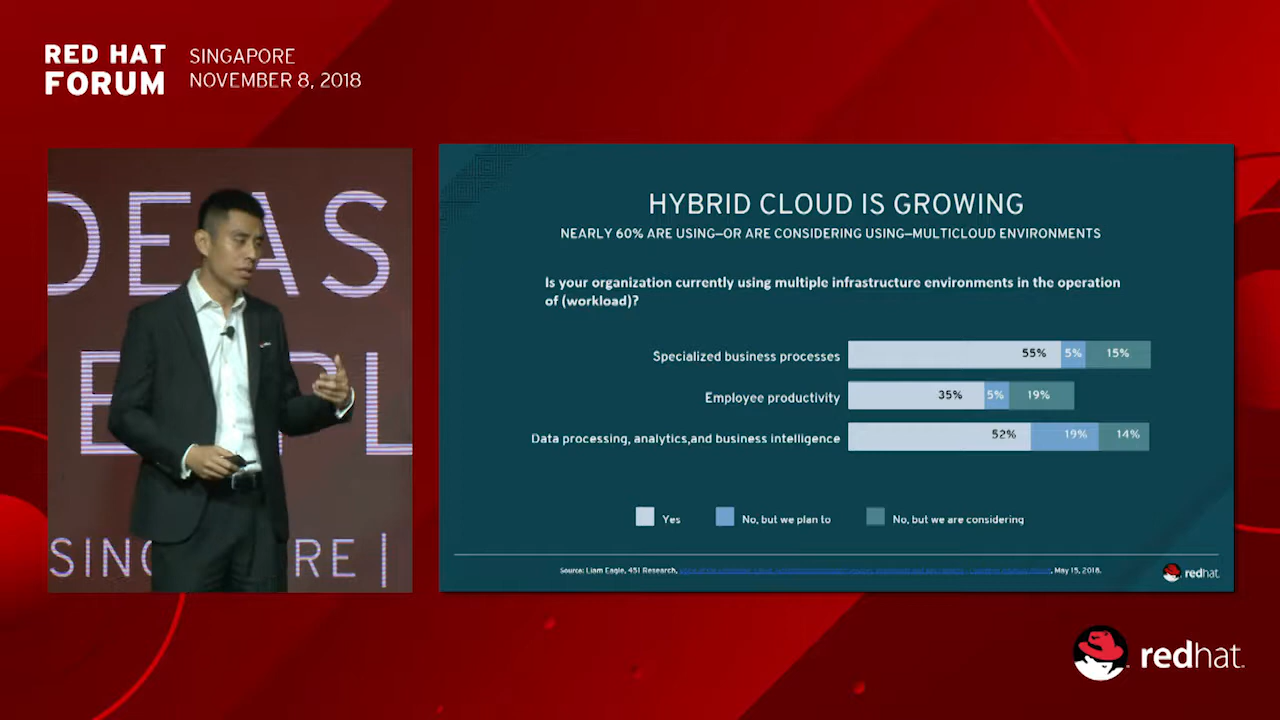 RED HAT
FORUM
SINGAPORE
NOVEMBER 8, 2018
DEAS
E PL
SING RE |
HYBRID CLOUD IS GROWING
NEARLY 60% ARE USING—OR ARE CONSIDERING USING—MULTICLOUD ENVIRONMENTS
Is your organization currently using multiple infrastructure environments in the operation
of (workload)?
Specialized business processes 55% 5% 15%
Employee productivity 35% 5% 19%
Data processing, analytics,and business intelligence 52% 19% 14%
Yes No, but we plan to No, but we are considering
Source: Liam Eagle, 451 Research, , May 15, 2018.
redhat.
redhat.